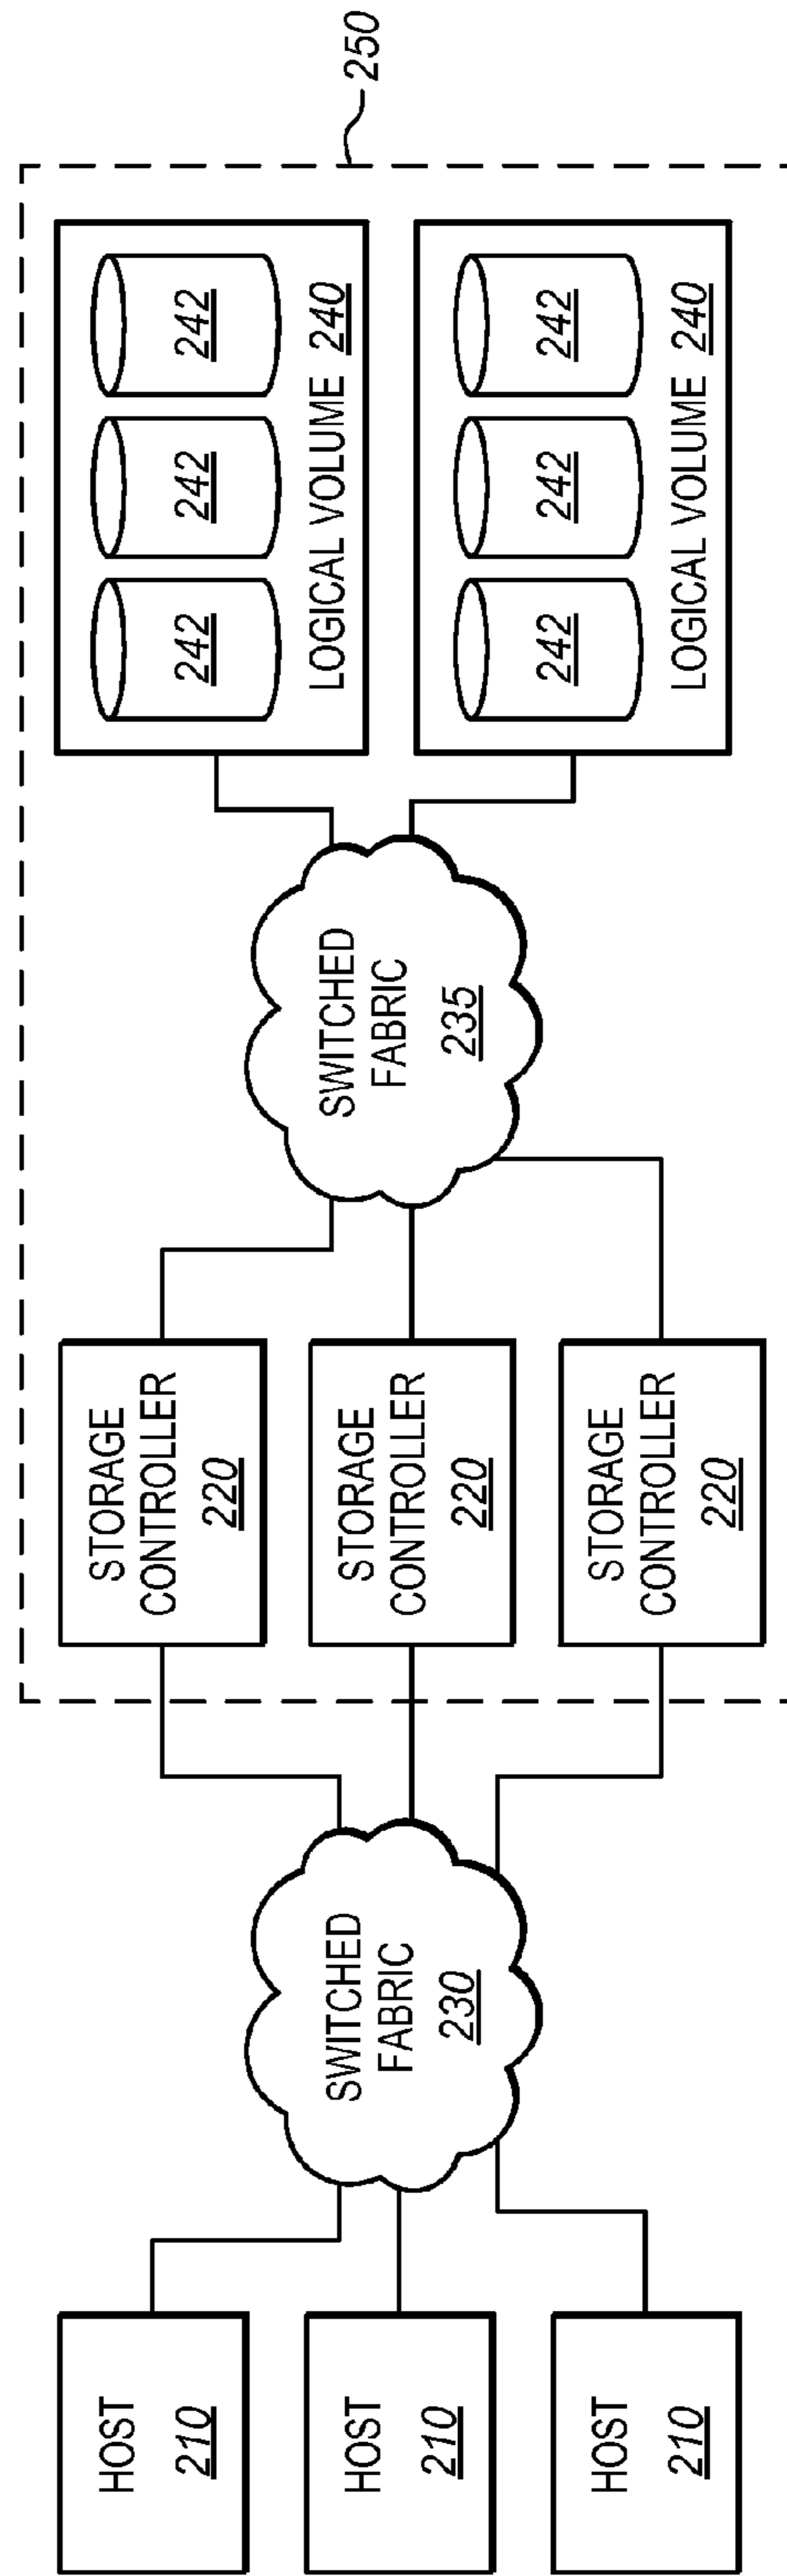 HOST
210
HOST
210
HOST
210
SWITCHED
FABRIC
230
STORAGE
CONTROLLER
220
STORAGE
CONTROLLER
220
STORAGE
CONTROLLER
220
SWITCHED
FABRIC
235
242
242
242
LOGICAL VOLUME 240
242
242
242
LOGICAL VOLUME 240
250